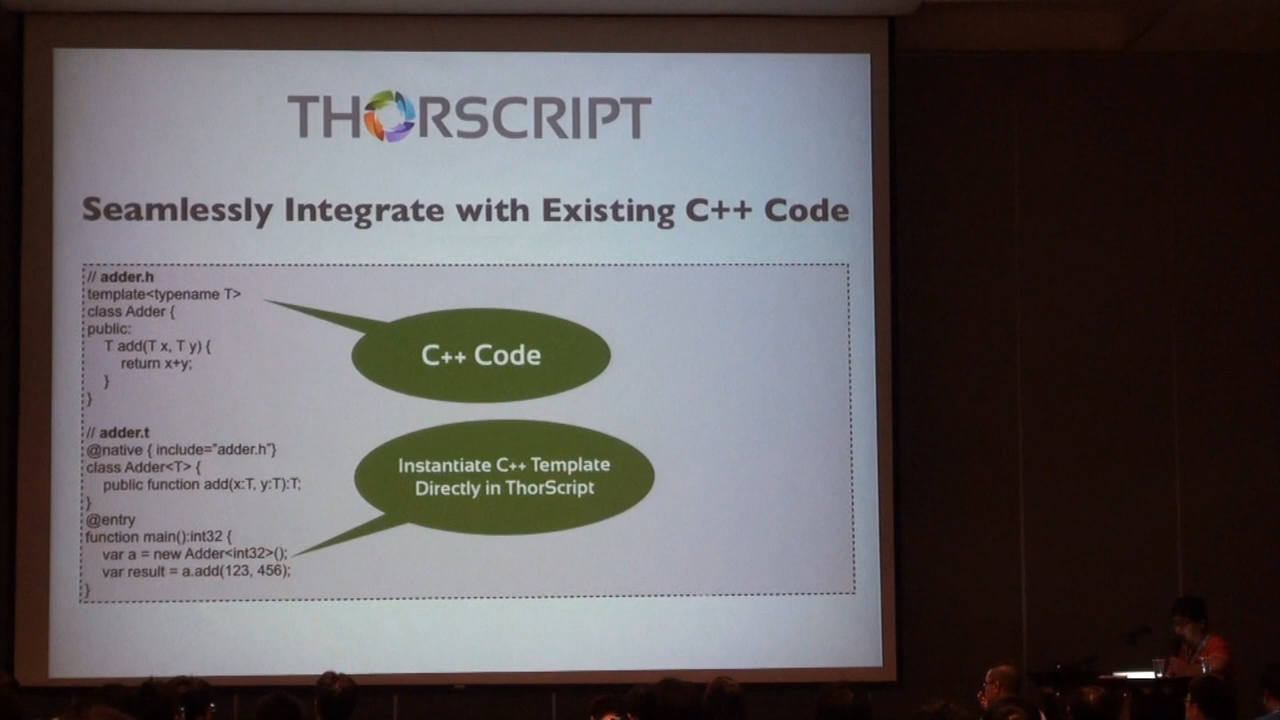 THORSCRIPT
Seamlessly Integrate with Existing C++ Code
// adder.h
template<typename T>
class Adder {
public:
T add(T x, T y) {
return x+y;
}
}
C++ Code
// adder.t
@native { include="adder.h"}
class Adder<T> {
public function add(x:T, y:T):T;
}
@entry
function main():int32 {
var a = new Adder<int32>();
var result = a.add(123, 456);
}
Instantiate C++ Template
Directly in ThorScript